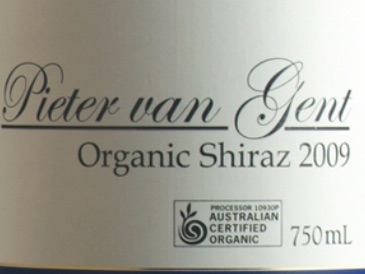 Pieter van Gent
Organic Shiraz 2009
PROCESSOR 10930P
AUSTRALIAN
CERTIFIED
ORGANIC
750mL